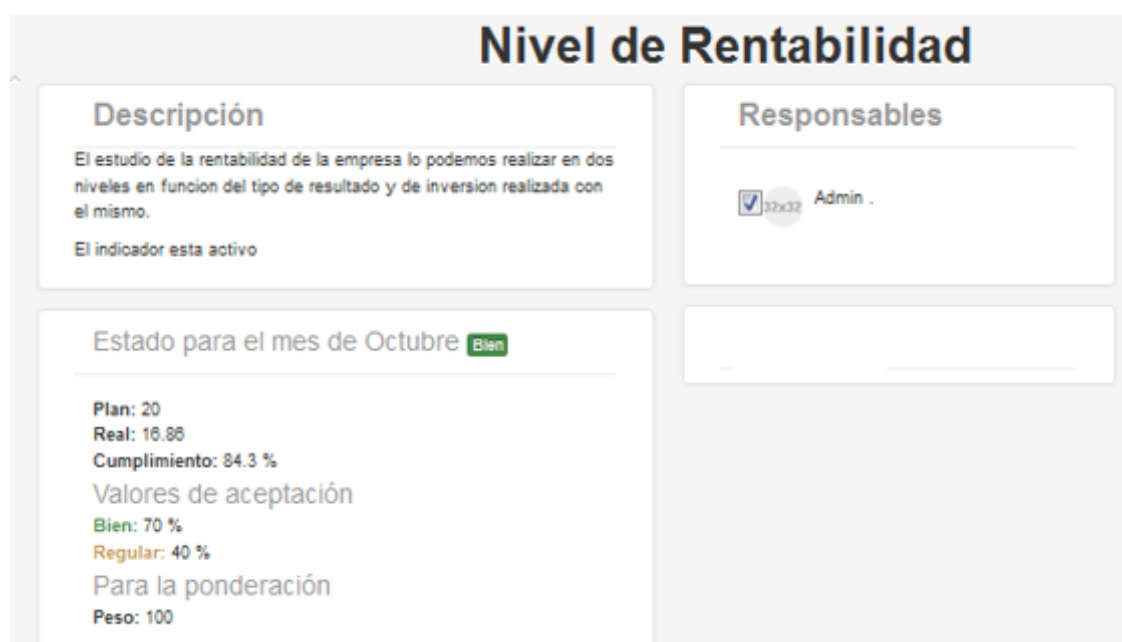 Nivel de Rentabilidad
Descripción
El estudio de la rentabilidad de la empresa lo podemos realizar en dos
niveles en funcion del tipo de resultado y de inversion realizada con
el mismo.
El indicador esta activo
Responsables
32x32 Admin .
Estado para el mes de Octubre Bien
Plan: 20
Real: 16.86
Cumplimiento: 84.3 %
Valores de aceptación
Bien: 70 %
Regular: 40 %
Para la ponderación
Peso: 100